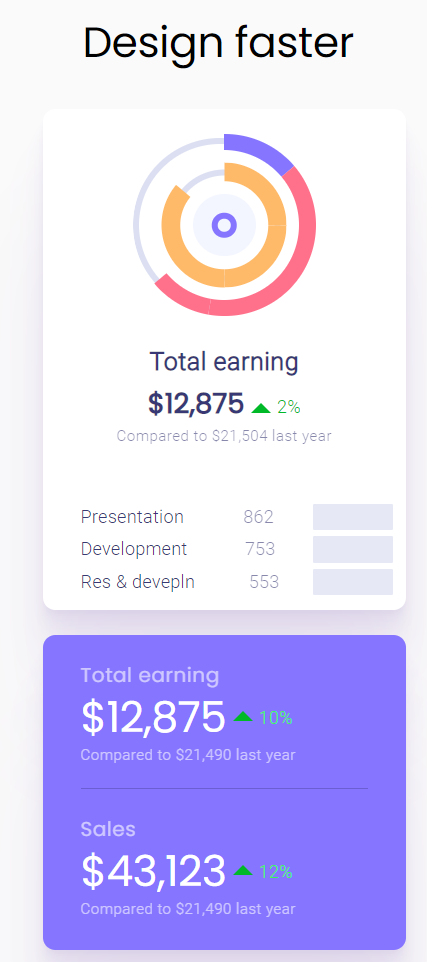 Design faster
Total earning
$12,875 2%
Compared to $21,504 last year
Presentation 862
Development 753
Res & devepln 553
Total earning
$12,875 10%
Compared to $21,490 last year
Sales
$43,123 12%
Compared to $21,490 last year